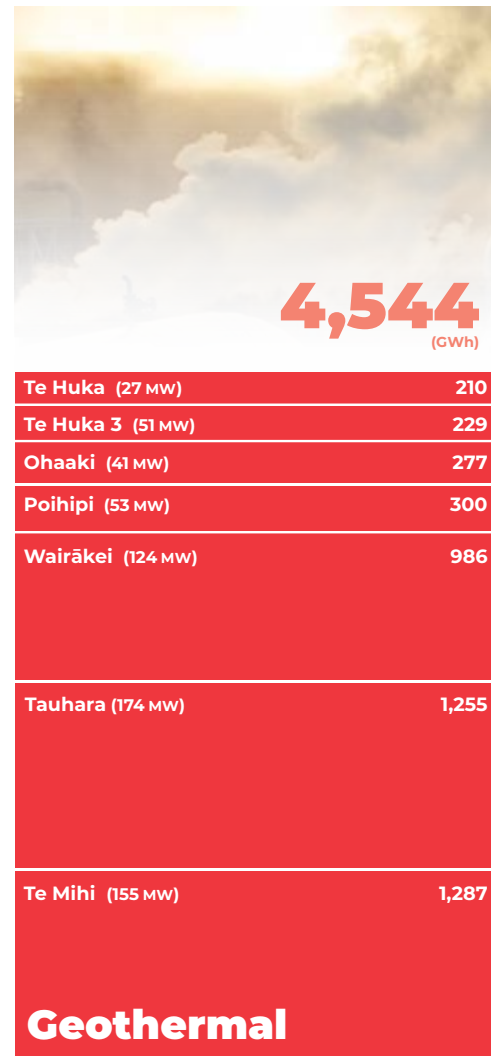 4,544
(GWh)
Te Huka (27 MW) 210
Te Huka 3 (51 MW) 229
Ohaaki (41 MW) 277
Poihipi (53 MW) 300
Wairākei (124 MW) 986
Tauhara (174 MW) 1,255
Te Mihi (155 MW) 1,287
Geothermal